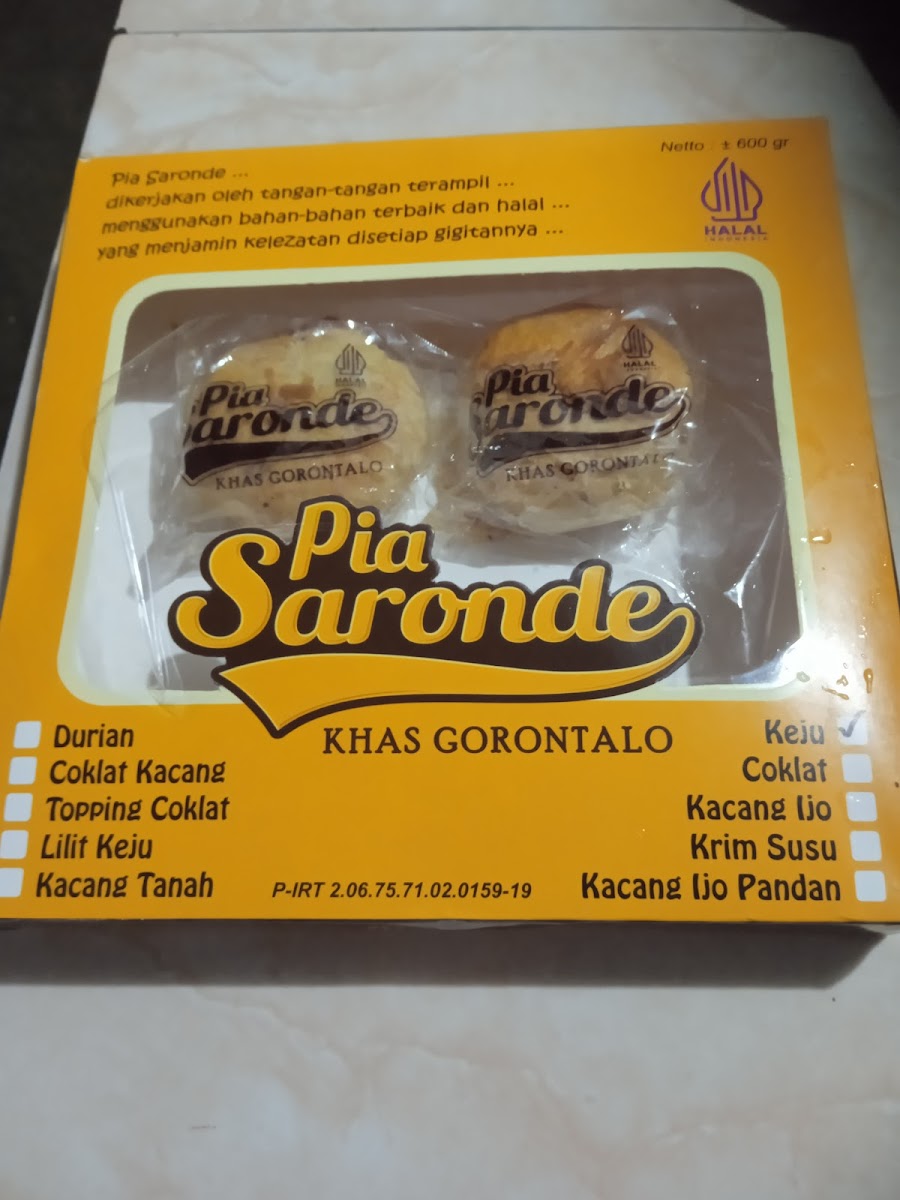 Netto : ± 600 gr
Pia Saronde ...
dikerjakan oleh tangan-tangan terampil ...
menggunakan bahan-bahan terbaik dan halal ...
yang menjamin kelezatan disetiap gigitannya ...
HALAL
INDONESIA
Pia
Saronde
KHAS GORONTALO
HALAL
Pia
Saronde
KHAS GORONTALO
HALAL
Pia
Saronde
KHAS GORONTALO
Durian
Coklat Kacang
Topping Coklat
Lilit Keju
Kacang Tanah
Keju
Coklat
Kacang Ijo
Krim Susu
Kacang Ijo Pandan
P-IRT 2.06.75.71.02.0159-19